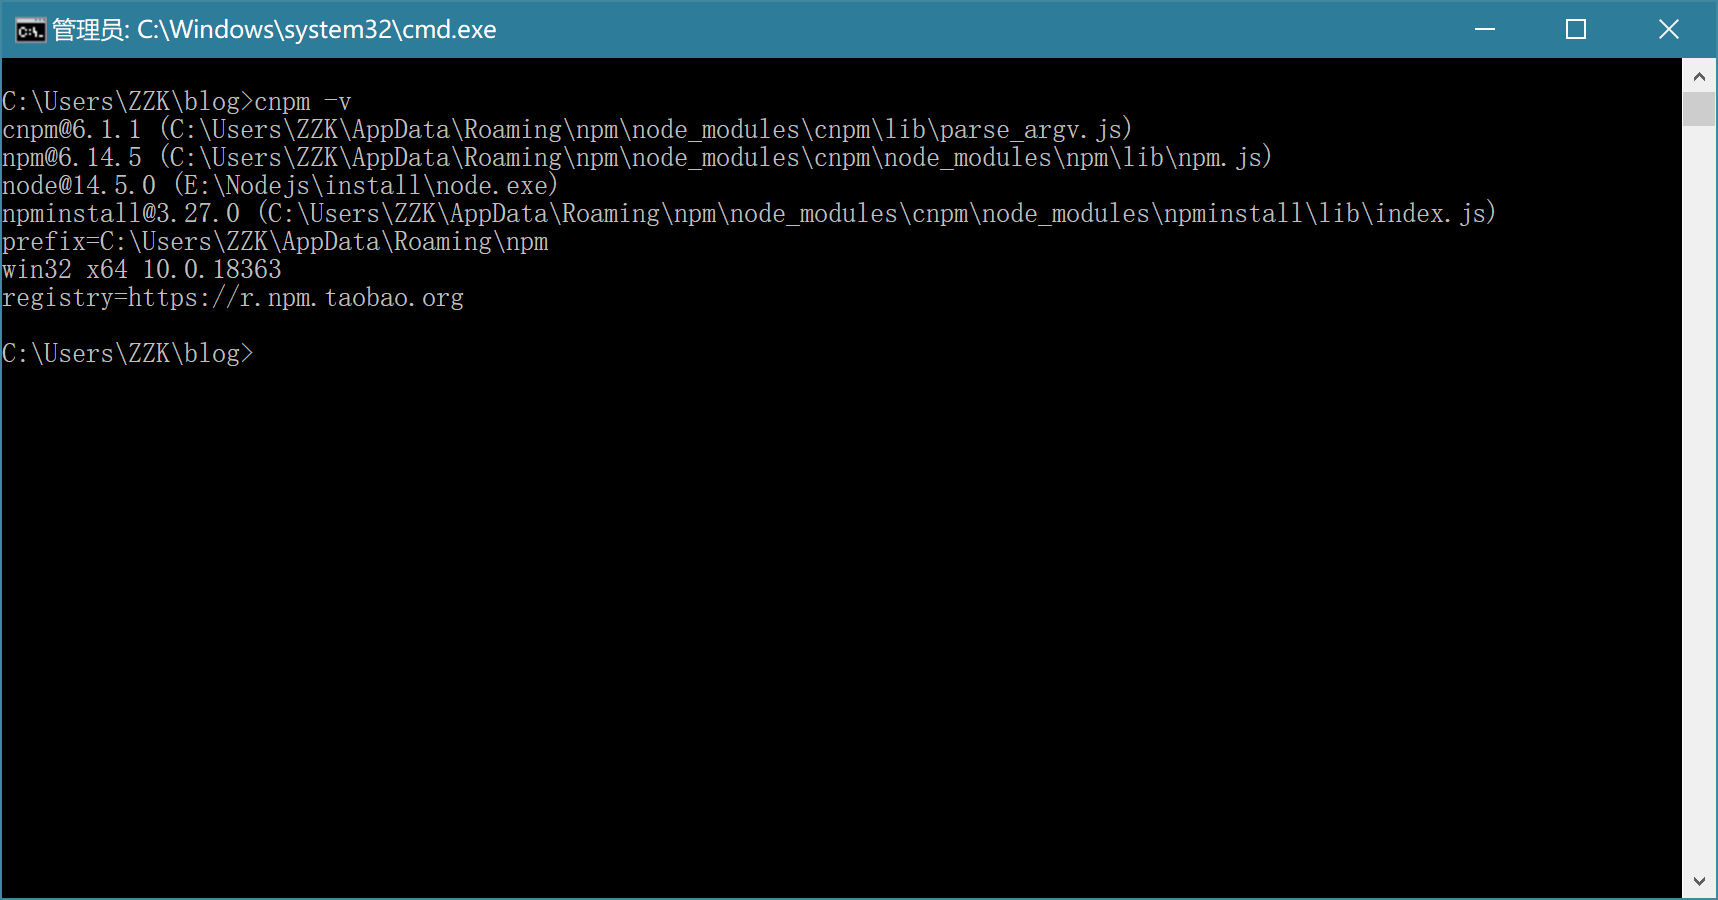 管理员: C:\Windows\system32\cmd.exe
C:\Users\ZZK\blog>cnpm -v
cnpm@6.1.1 (C:\Users\ZZK\AppData\Roaming\npm\node_modules\cnpm\lib\parse_argv.js)
npm@6.14.5 (C:\Users\ZZK\AppData\Roaming\npm\node_modules\cnpm\node_modules\npm\lib\npm.js)
node@14.5.0 (E:\Nodejs\install\node.exe)
npminstall@3.27.0 (C:\Users\ZZK\AppData\Roaming\npm\node_modules\cnpm\node_modules\npminstall\lib\index.js)
prefix=C:\Users\ZZK\AppData\Roaming\npm
win32 x64 10.0.18363
registry=https://r.npm.taobao.org
C:\Users\ZZK\blog>